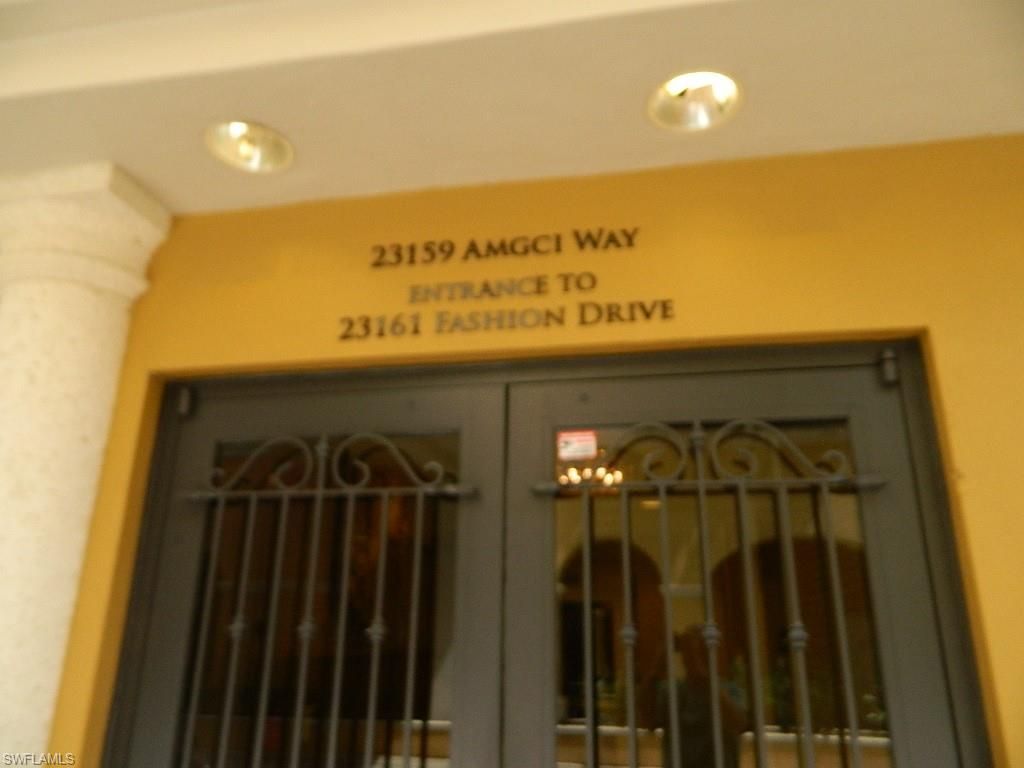 23159 AMGCI WAY
ENTRANCE TO
23161 FASHION DRIVE
SWFLAMLS